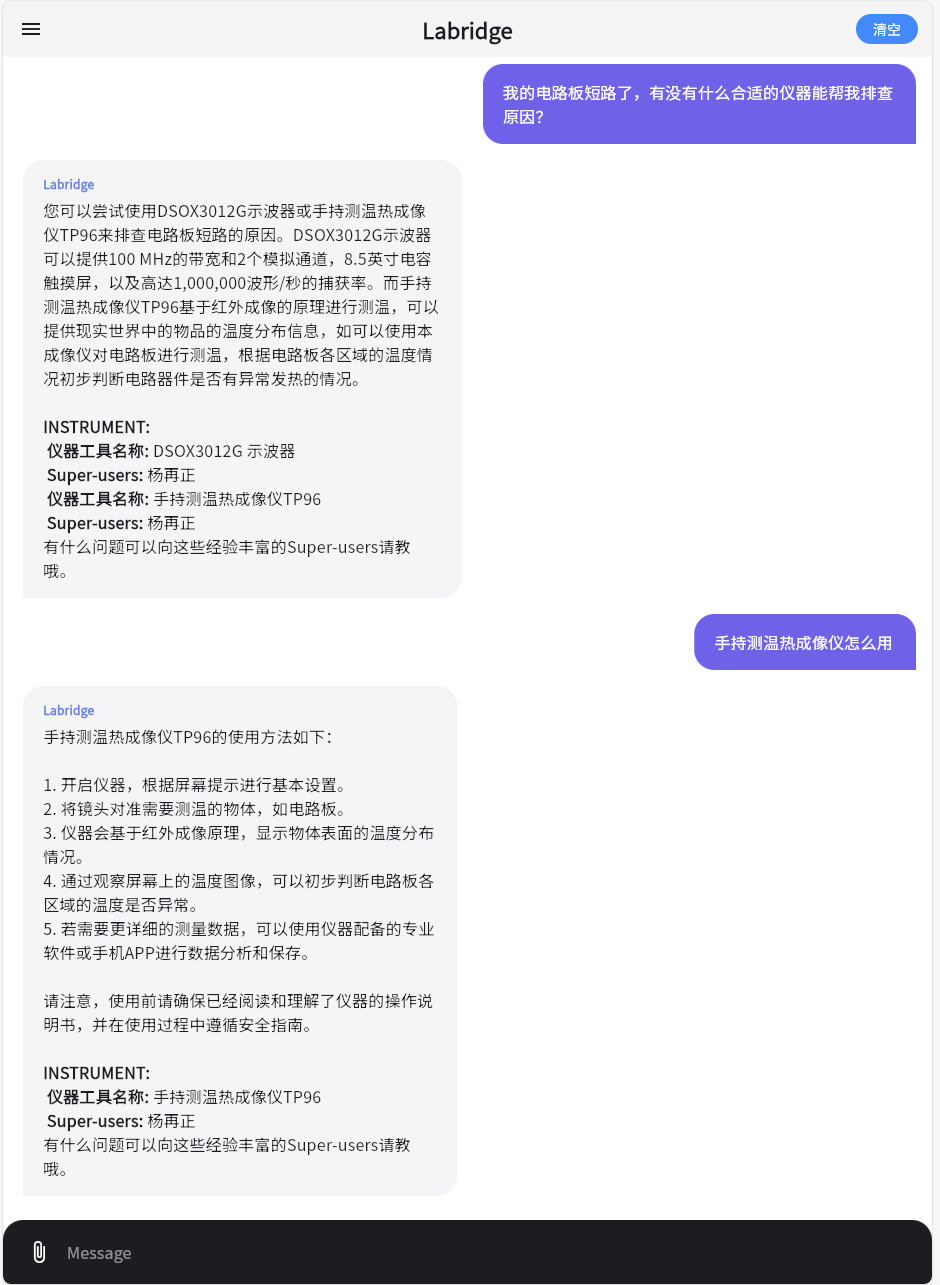 Labridge
清空
我的电路板短路了，有没有什么合适的仪器能帮我排查
原因？
Labridge
您可以尝试使用DSOX3012G示波器或手持测温热成像
仪TP96来排查电路板短路的原因。DSOX3012G示波器
可以提供100 MHz的带宽和2个模拟通道，8.5英寸电容
触摸屏，以及高达1,000,000波形/秒的捕获率。而手持
测温热成像仪TP96基于红外成像的原理进行测温，可以
提供现实世界中的物品的温度分布信息，如可以使用本
成像仪对电路板进行测温，根据电路板各区域的温度情
况初步判断电路器件是否有异常发热的情况。
INSTRUMENT:
仪器工具名称: DSOX3012G 示波器
Super-users: 杨再正
仪器工具名称: 手持测温热成像仪TP96
Super-users: 杨再正
有什么问题可以向这些经验丰富的Super-users请教
哦。
手持测温热成像仪怎么用
Labridge
手持测温热成像仪TP96的使用方法如下：
1. 开启仪器，根据屏幕提示进行基本设置。
2. 将镜头对准需要测温的物体，如电路板。
3. 仪器会基于红外成像原理，显示物体表面的温度分布
情况。
4. 通过观察屏幕上的温度图像，可以初步判断电路板各
区域的温度是否异常。
5. 若需要更详细的测量数据，可以使用仪器配备的专业
软件或手机APP进行数据分析和保存。
请注意，使用前请确保已经阅读和理解了仪器的操作说
明书，并在使用过程中遵循安全指南。
INSTRUMENT:
仪器工具名称: 手持测温热成像仪TP96
Super-users: 杨再正
有什么问题可以向这些经验丰富的Super-users请教
哦。
Message